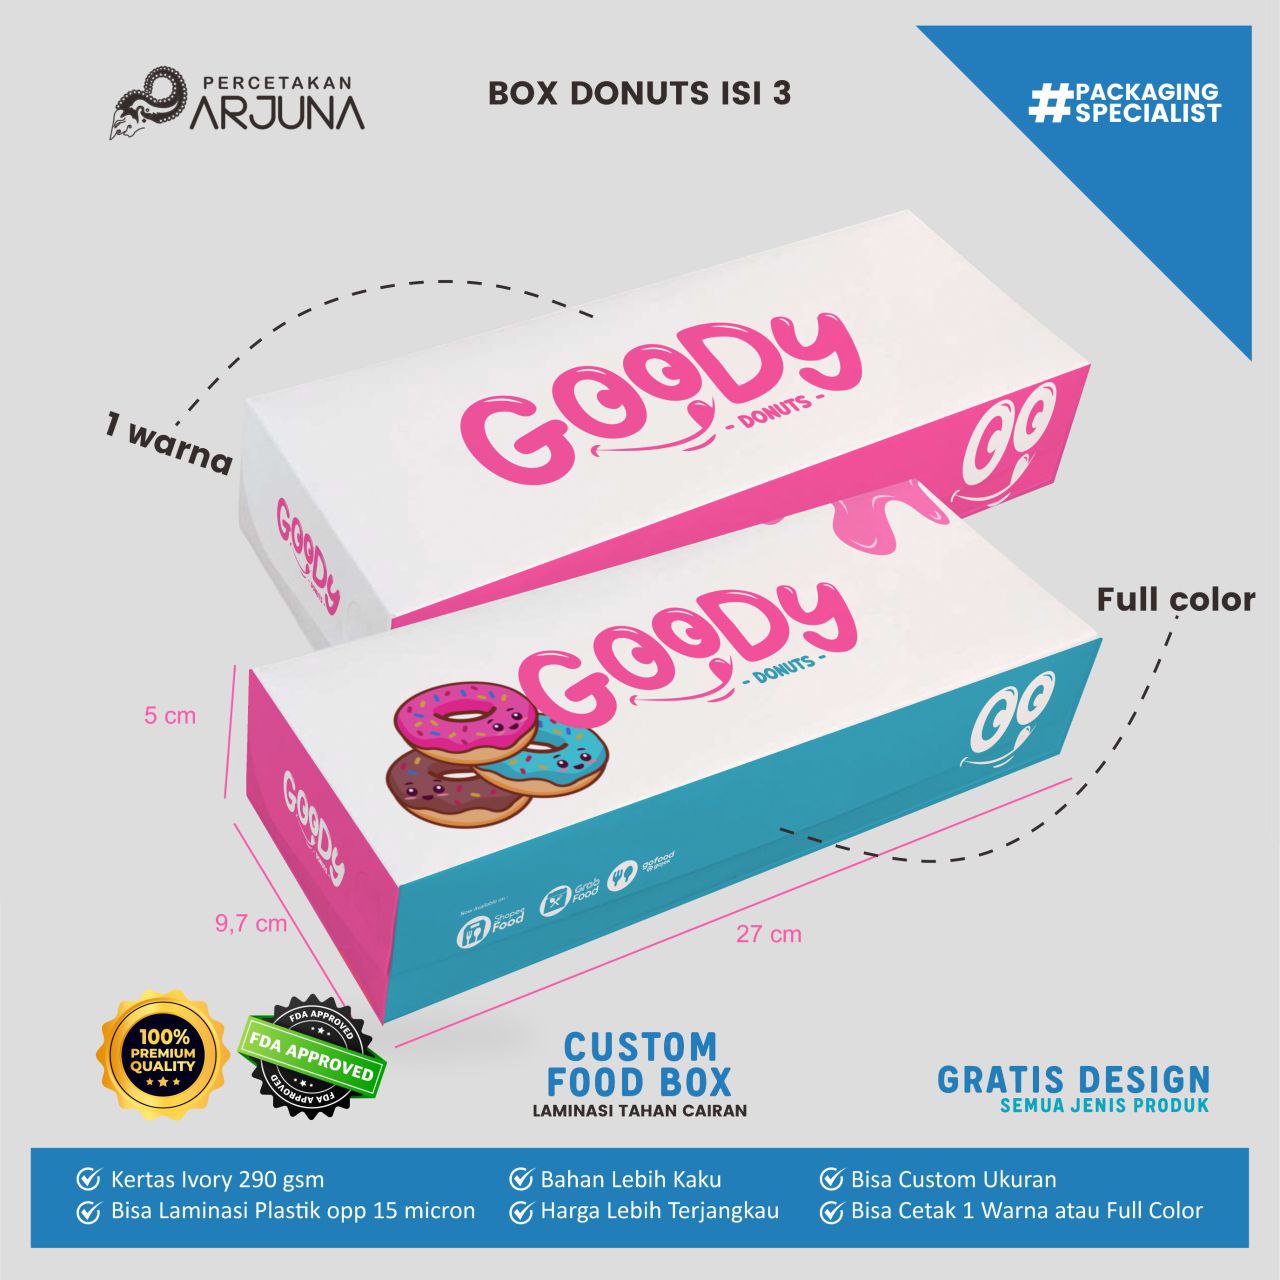 PERCETAKAN
ARJUNA
BOX DONUTS ISI 3
#PACKAGING
SPECIALIST
1 warna
GOODY
- DONUTS -
GOODY
DONUTS
Full color
GOODY
- DONUTS -
5 cm
GOODY
DONUTS
Now Available on :
Shopee
Food
Grab
Food
gofood
gojek
9,7 cm
27 cm
100%
PREMIUM
QUALITY
FDA APPROVED
FDA APPROVED
FDA APPROVED
CUSTOM
FOOD BOX
LAMINASI TAHAN CAIRAN
GRATIS DESIGN
SEMUA JENIS PRODUK
Kertas Ivory 290 gsm
Bisa Laminasi Plastik opp 15 micron
Bahan Lebih Kaku
Harga Lebih Terjangkau
Bisa Custom Ukuran
Bisa Cetak 1 Warna atau Full Color